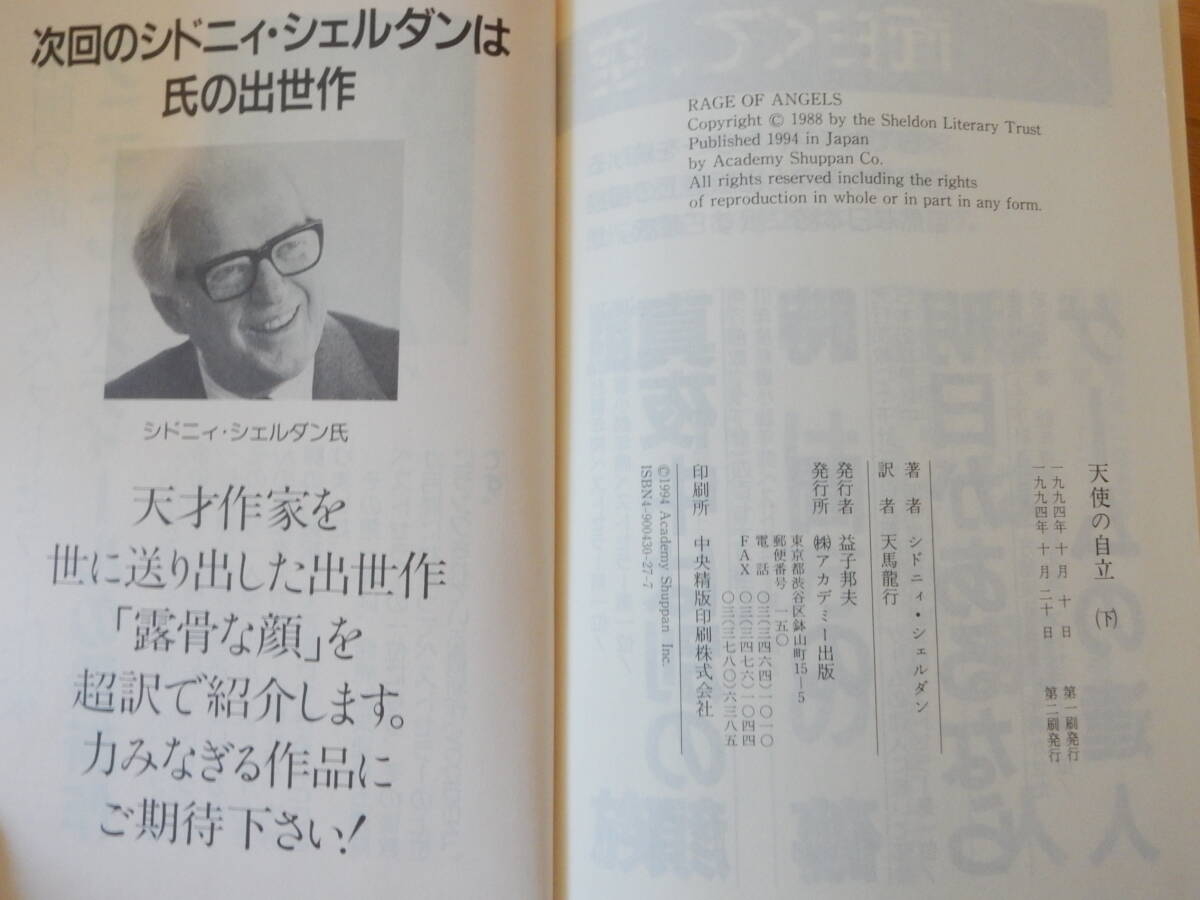 次回のシドニィ・シェルダンは
氏の出世作
シドニィ・シェルダン氏
天才作家を
世に送り出した出世作
「露骨な顔」を
超訳で紹介します。
力みなぎる作品に
ご期待下さい!
RAGE OF ANGELS
Copyright © 1988 by the Sheldon Literary Trust
Published 1994 in Japan
by Academy Shuppan Co.
All rights reserved including the rights
of reproduction in whole or in part in any form.
天使の自立(下)
一九九四年 十月 十日 第一刷発行
一九九四年 十月 二十日 第二刷発行
著 者 シドニィ・シェルダン
訳 者 天馬龍行
発行者 益子邦夫
発行所 ㈱アカデミー出版
東京都渋谷区鉢山町15―5
郵便番号 一五〇
電 話 〇三(三四六四)一〇一〇
FAX 〇三(三四七六)一〇四四
〇三(三七八〇)六三八五
印刷所 中央精版印刷株式会社
©1994 Academy Shuppan Inc.
ISBN4-900430-27-7